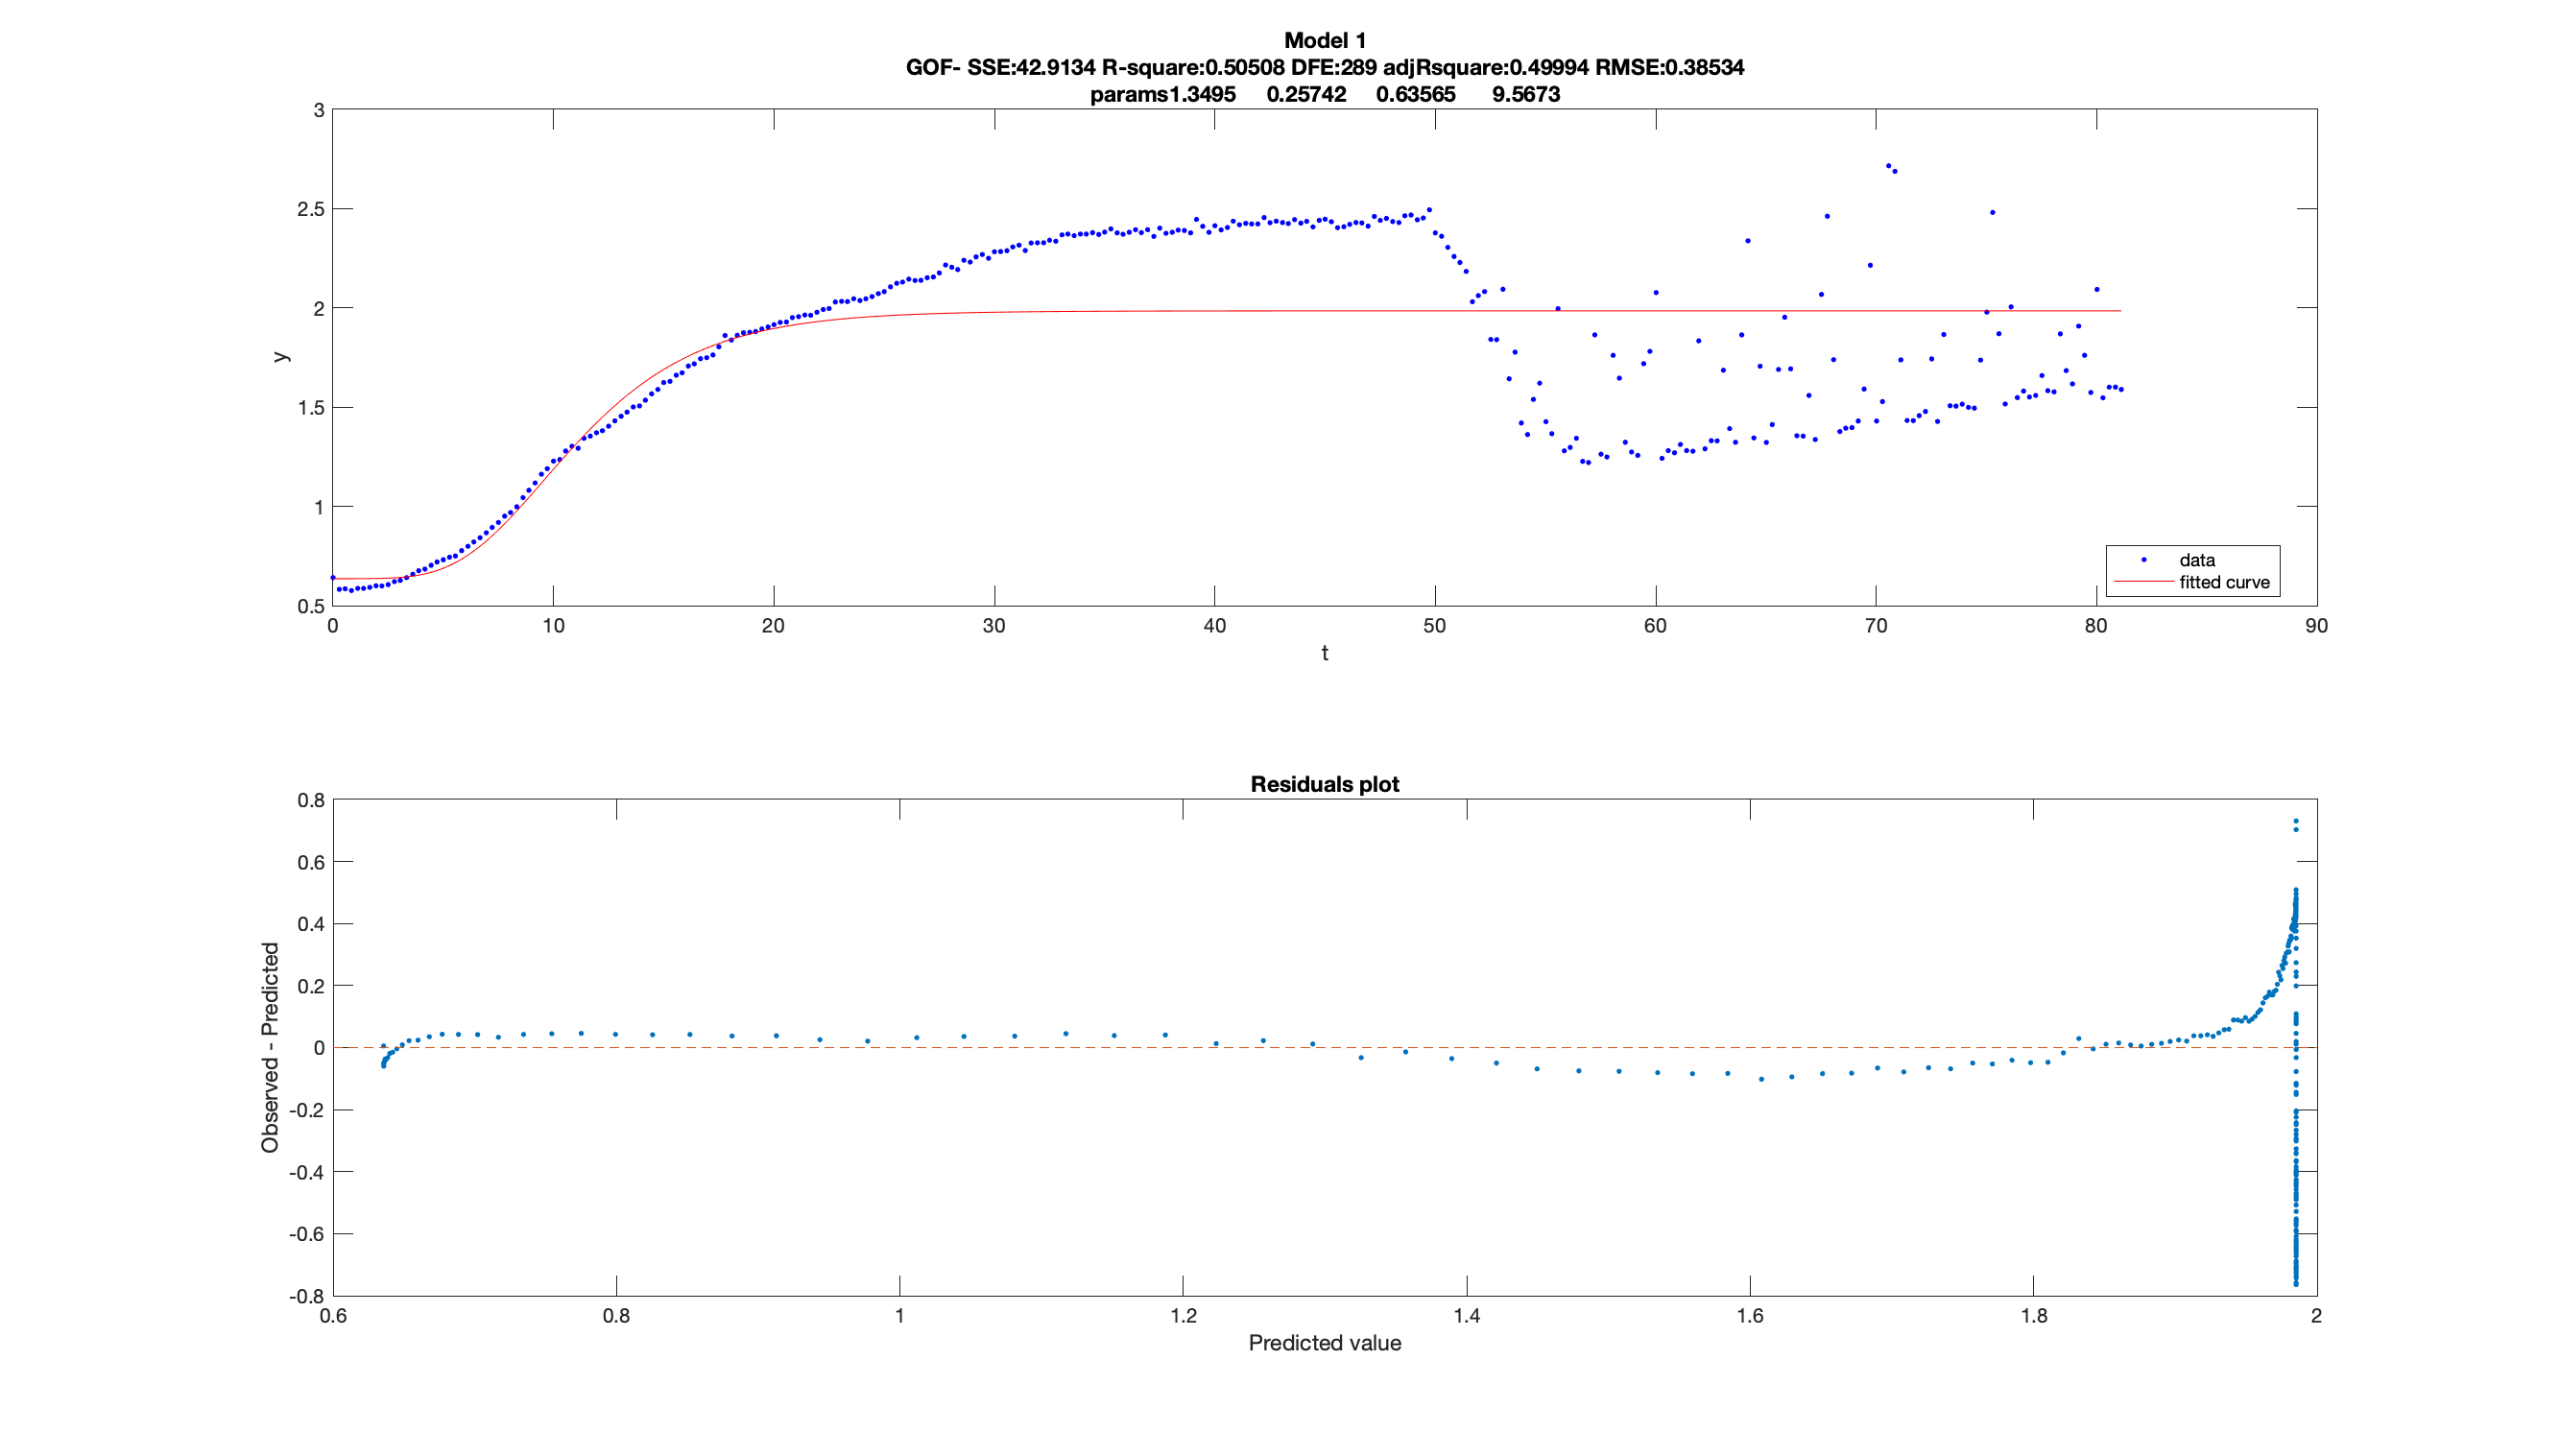 Model 1
GOF- SSE:42.9134 R-square:0.50508 DFE:289 adjRsquare:0.49994 RMSE:0.38534
params1.3495 0.25742 0.63565 9.5673
3
2.5
2
1.5
1
0.5
y
0 10 20 30 40 50 60 70 80 90
t
data
fitted curve
Residuals plot
0.8
0.6
0.4
0.2
0
-0.2
-0.4
-0.6
-0.8
Observed - Predicted
0.6 0.8 1 1.2 1.4 1.6 1.8 2
Predicted value